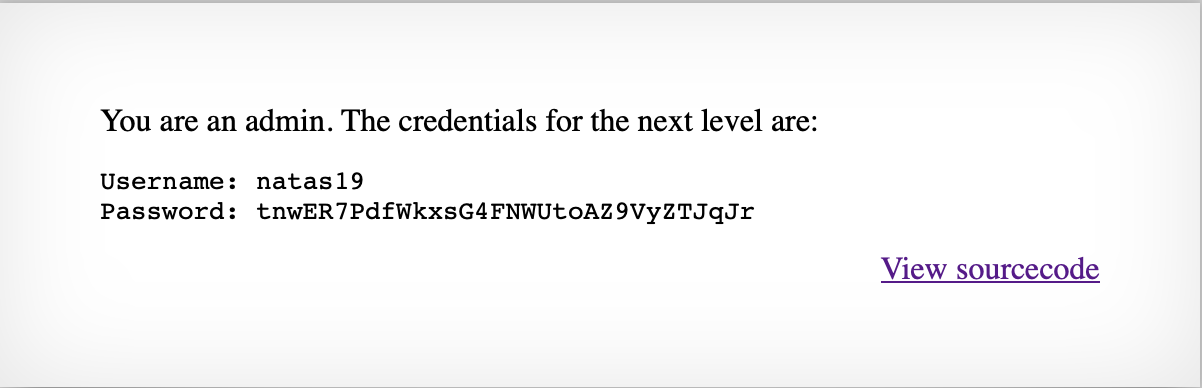 You are an admin. The credentials for the next level are:
Username: natas19
Password: tnwER7PdfWkxsG4FNWUtoAZ9VyZTJqJr
View sourcecode